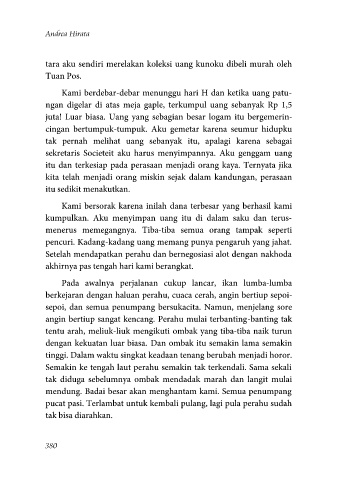 Andrea Hirata
tara aku sendiri merelakan koleksi uang kunoku dibeli murah oleh
Tuan Pos.
Kami berdebar-debar menunggu hari H dan ketika uang patu-
ngan digelar di atas meja gaple, terkumpul uang sebanyak Rp 1,5
juta! Luar biasa. Uang yang sebagian besar logam itu bergemerin-
cingan bertumpuk-tumpuk. Aku gemetar karena seumur hidupku
tak pernah melihat uang sebanyak itu, apalagi karena sebagai
sekretaris Societeit aku harus menyimpannya. Aku genggam uang
itu dan terkesiap pada perasaan menjadi orang kaya. Ternyata jika
kita telah menjadi orang miskin sejak dalam kandungan, perasaan
itu sedikit menakutkan.
Kami bersorak karena inilah dana terbesar yang berhasil kami
kumpulkan. Aku menyimpan uang itu di dalam saku dan terus-
menerus memegangnya. Tiba-tiba semua orang tampak seperti
pencuri. Kadang-kadang uang memang punya pengaruh yang jahat.
Setelah mendapatkan perahu dan bernegosiasi alot dengan nakhoda
akhirnya pas tengah hari kami berangkat.
Pada awalnya perjalanan cukup lancar, ikan lumba-lumba
berkejaran dengan haluan perahu, cuaca cerah, angin bertiup sepoi-
sepoi, dan semua penumpang bersukacita. Namun, menjelang sore
angin bertiup sangat kencang. Perahu mulai terbanting-banting tak
tentu arah, meliuk-liuk mengikuti ombak yang tiba-tiba naik turun
dengan kekuatan luar biasa. Dan ombak itu semakin lama semakin
tinggi. Dalam waktu singkat keadaan tenang berubah menjadi horor.
Semakin ke tengah laut perahu semakin tak terkendali. Sama sekali
tak diduga sebelumnya ombak mendadak marah dan langit mulai
mendung. Badai besar akan menghantam kami. Semua penumpang
pucat pasi. Terlambat untuk kembali pulang, lagi pula perahu sudah
tak bisa diarahkan.
380